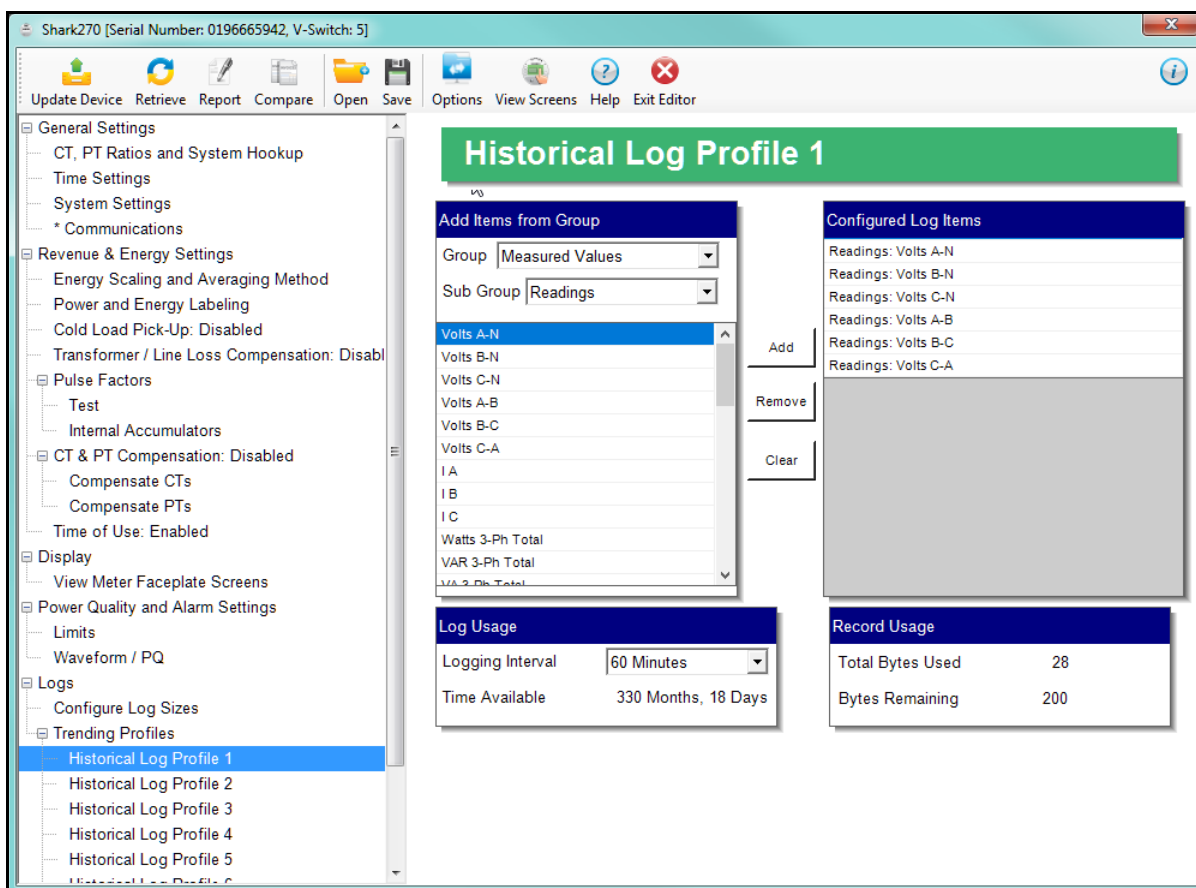 Shark270 [Serial Number: 0196665942, V-Switch: 5]
Update Device Retrieve Report Compare Open Save Options View Screens Help Exit Editor
General Settings
CT, PT Ratios and System Hookup
Time Settings
System Settings
* Communications
Revenue & Energy Settings
Energy Scaling and Averaging Method
Power and Energy Labeling
Cold Load Pick-Up: Disabled
Transformer / Line Loss Compensation: Disabl
Pulse Factors
Test
Internal Accumulators
CT & PT Compensation: Disabled
Compensate CTs
Compensate PTs
Time of Use: Enabled
Display
View Meter Faceplate Screens
Power Quality and Alarm Settings
Limits
Waveform / PQ
Logs
Configure Log Sizes
Trending Profiles
Historical Log Profile 1
Historical Log Profile 2
Historical Log Profile 3
Historical Log Profile 4
Historical Log Profile 5
Historical Log Profile 6
Historical Log Profile 1
Add Items from Group
Group Measured Values
Sub Group Readings
Volts A-N
Volts B-N
Volts C-N
Volts A-B
Volts B-C
Volts C-A
I A
I B
I C
Watts 3-Ph Total
VAR 3-Ph Total
VA 3-Ph Total
Add
Remove
Clear
Configured Log Items
Readings: Volts A-N
Readings: Volts B-N
Readings: Volts C-N
Readings: Volts A-B
Readings: Volts B-C
Readings: Volts C-A
Log Usage
Logging Interval 60 Minutes
Time Available 330 Months, 18 Days
Record Usage
Total Bytes Used 28
Bytes Remaining 200